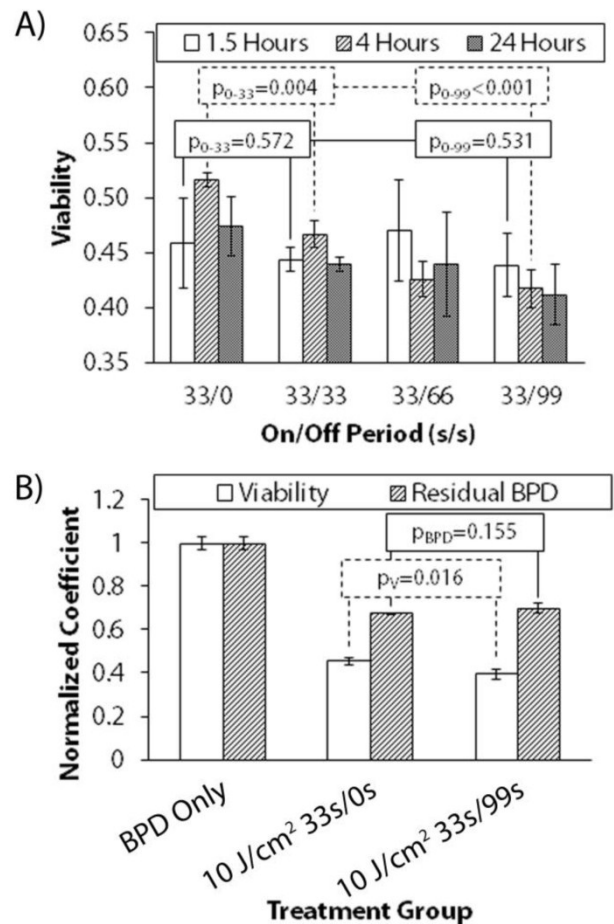 A)
0.65
1.5 Hours 4 Hours 24 Hours
0.60
p0-33=0.004 p0-99<0.001
0.55
p0-33=0.572 p0-99=0.531
0.50
0.45
0.40
0.35
Viability
33/0 33/33 33/66 33/99
On/Off Period (s/s)
B)
1.2
Viability Residual BPD
1
pBPD=0.155
0.8
pV=0.016
0.6
0.4
0.2
0
Normalized Coefficient
BPD Only
10 J/cm² 33s/0s
10 J/cm² 33s/99s
Treatment Group